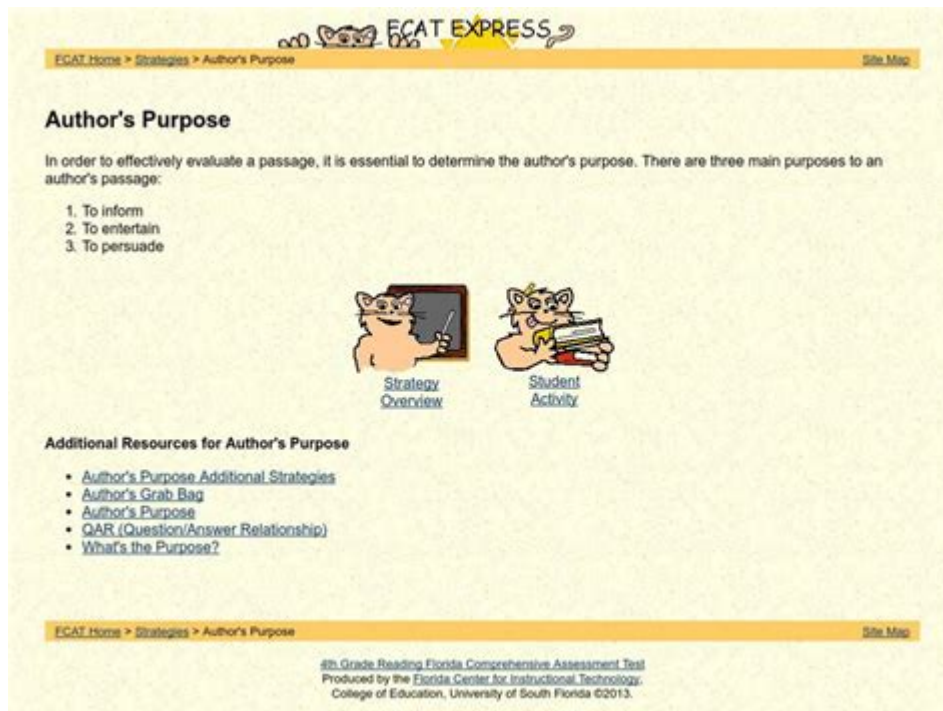 FCAT EXPRESS
FCAT Home > Strategies > Author's Purpose Site Map
Author's Purpose
In order to effectively evaluate a passage, it is essential to determine the author's purpose. There are three main purposes to an
author's passage:
1. To inform
2. To entertain
3. To persuade
Strategy
Overview
Student
Activity
Additional Resources for Author's Purpose
• Author's Purpose Additional Strategies
• Author's Grab Bag
• Author's Purpose
• QAR (Question/Answer Relationship)
• What's the Purpose?
FCAT Home > Strategies > Author's Purpose Site Map
4th Grade Reading Florida Comprehensive Assessment Test
Produced by the Florida Center for Instructional Technology,
College of Education, University of South Florida ©2013.